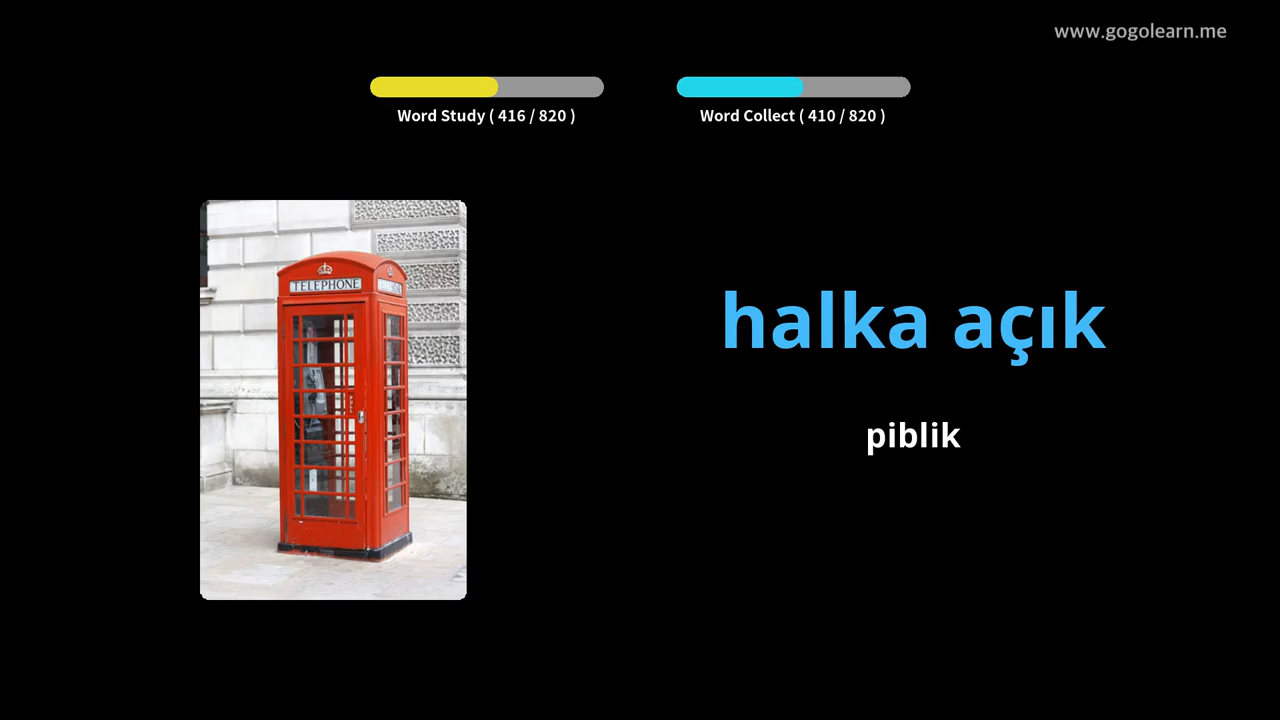 www.gogolearn.me
Word Study ( 416 / 820 )
Word Collect ( 410 / 820 )
TELEPHONE
halka açık
piblik